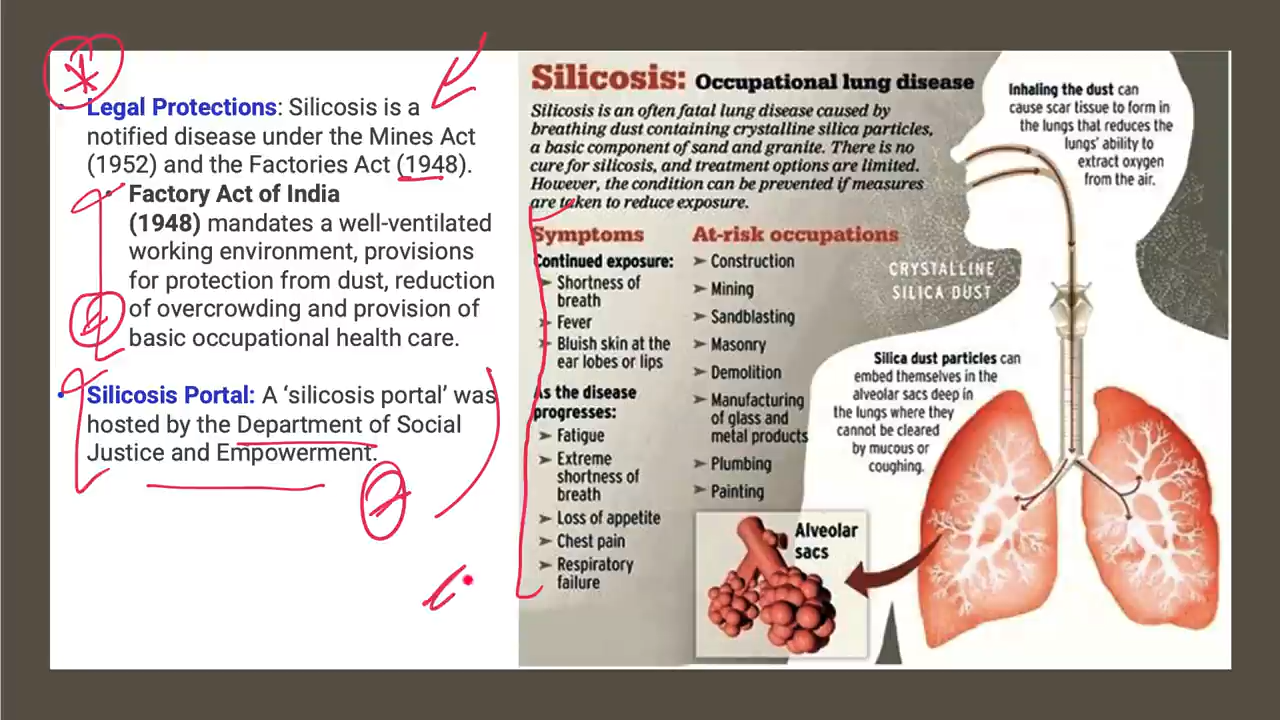 Legal Protections: Silicosis is a
notified disease under the Mines Act
(1952) and the Factories Act (1948).
Factory Act of India
(1948) mandates a well-ventilated
working environment, provisions
for protection from dust, reduction
of overcrowding and provision of
basic occupational health care.
Silicosis Portal: A ‘silicosis portal’ was
hosted by the Department of Social
Justice and Empowerment.
Silicosis: Occupational lung disease
Silicosis is an often fatal lung disease caused by
breathing dust containing crystalline silica particles,
a basic component of sand and granite. There is no
cure for silicosis, and treatment options are limited.
However, the condition can be prevented if measures
are taken to reduce exposure.
Symptoms
Continued exposure:
Shortness of
breath
Fever
Bluish skin at the
ear lobes or lips
As the disease
progresses:
Fatigue
Extreme
shortness of
breath
Loss of appetite
Chest pain
Respiratory
failure
At-risk occupations
Construction
Mining
Sandblasting
Masonry
Demolition
Manufacturing
of glass and
metal products
Plumbing
Painting
Inhaling the dust can
cause scar tissue to form in
the lungs that reduces the
lungs' ability to
extract oxygen
from the air.
CRYSTALLINE
SILICA DUST
Silica dust particles can
embed themselves in the
alveolar sacs deep in
the lungs where they
cannot be cleared
by mucous or
coughing.
Alveolar
sacs